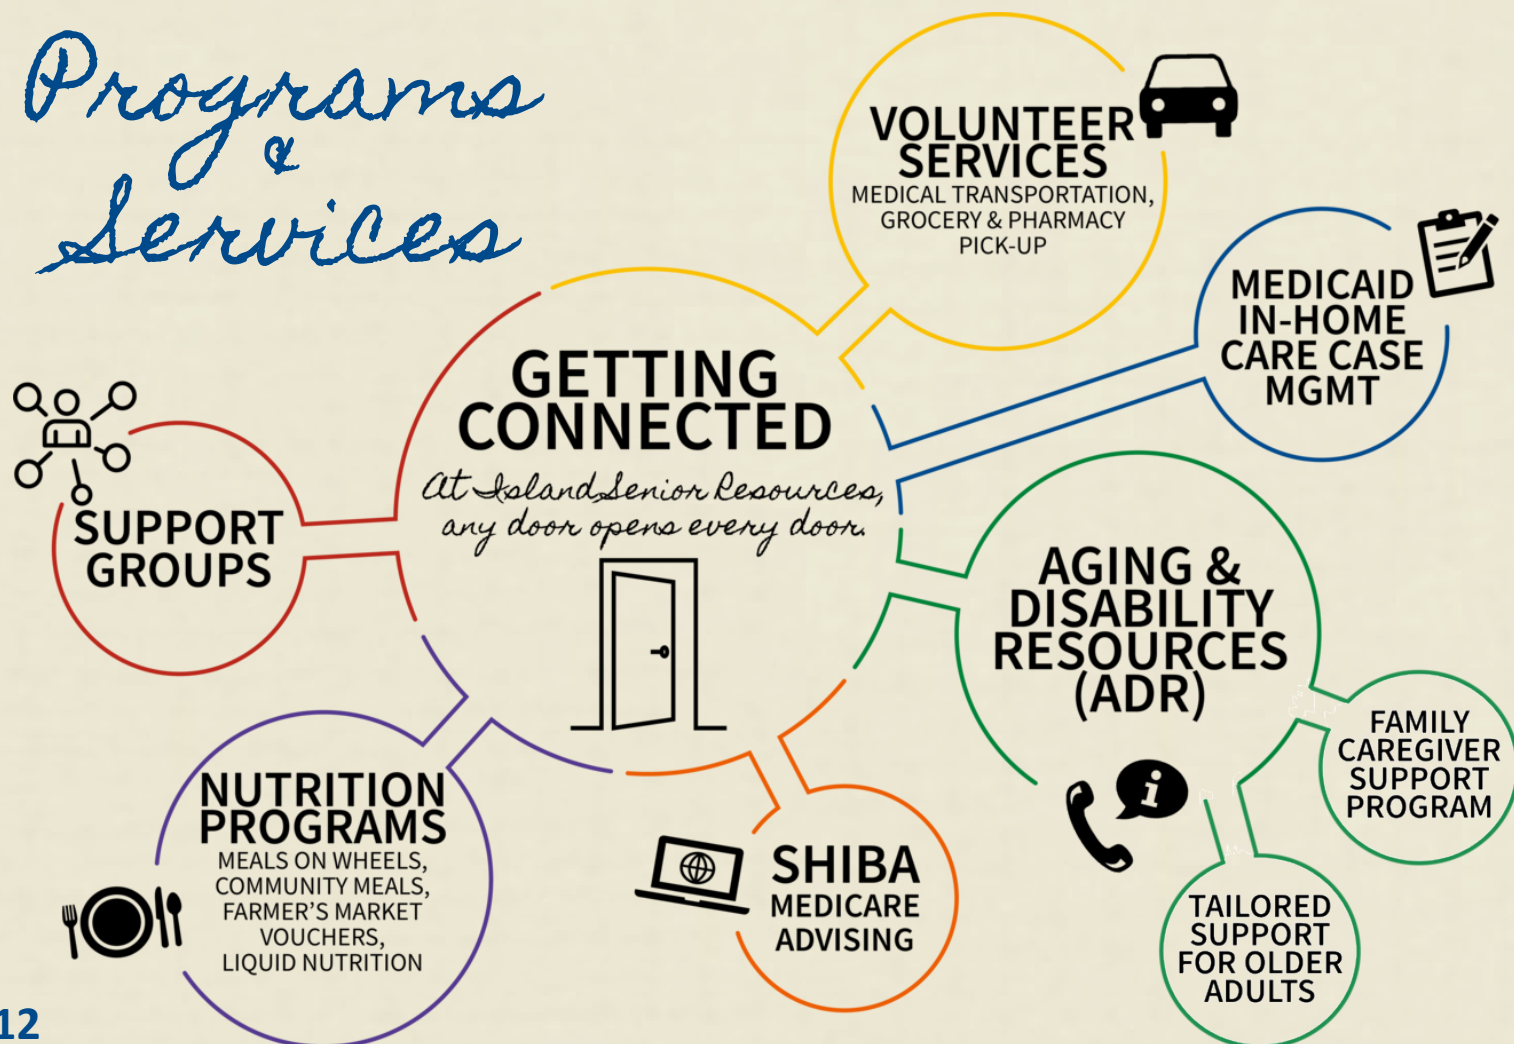 Programs
&
Services
VOLUNTEER
SERVICES
MEDICAL TRANSPORTATION,
GROCERY & PHARMACY
PICK-UP
MEDICAID
IN-HOME
CARE CASE
MGMT
GETTING
CONNECTED
At Island Senior Resources,
any door opens every door.
SUPPORT
GROUPS
AGING &
DISABILITY
RESOURCES
(ADR)
i
FAMILY
CAREGIVER
SUPPORT
PROGRAM
NUTRITION
PROGRAMS
MEALS ON WHEELS,
COMMUNITY MEALS,
FARMER'S MARKET
VOUCHERS,
LIQUID NUTRITION
SHIBA
MEDICARE
ADVISING
TAILORED
SUPPORT
FOR OLDER
ADULTS
12